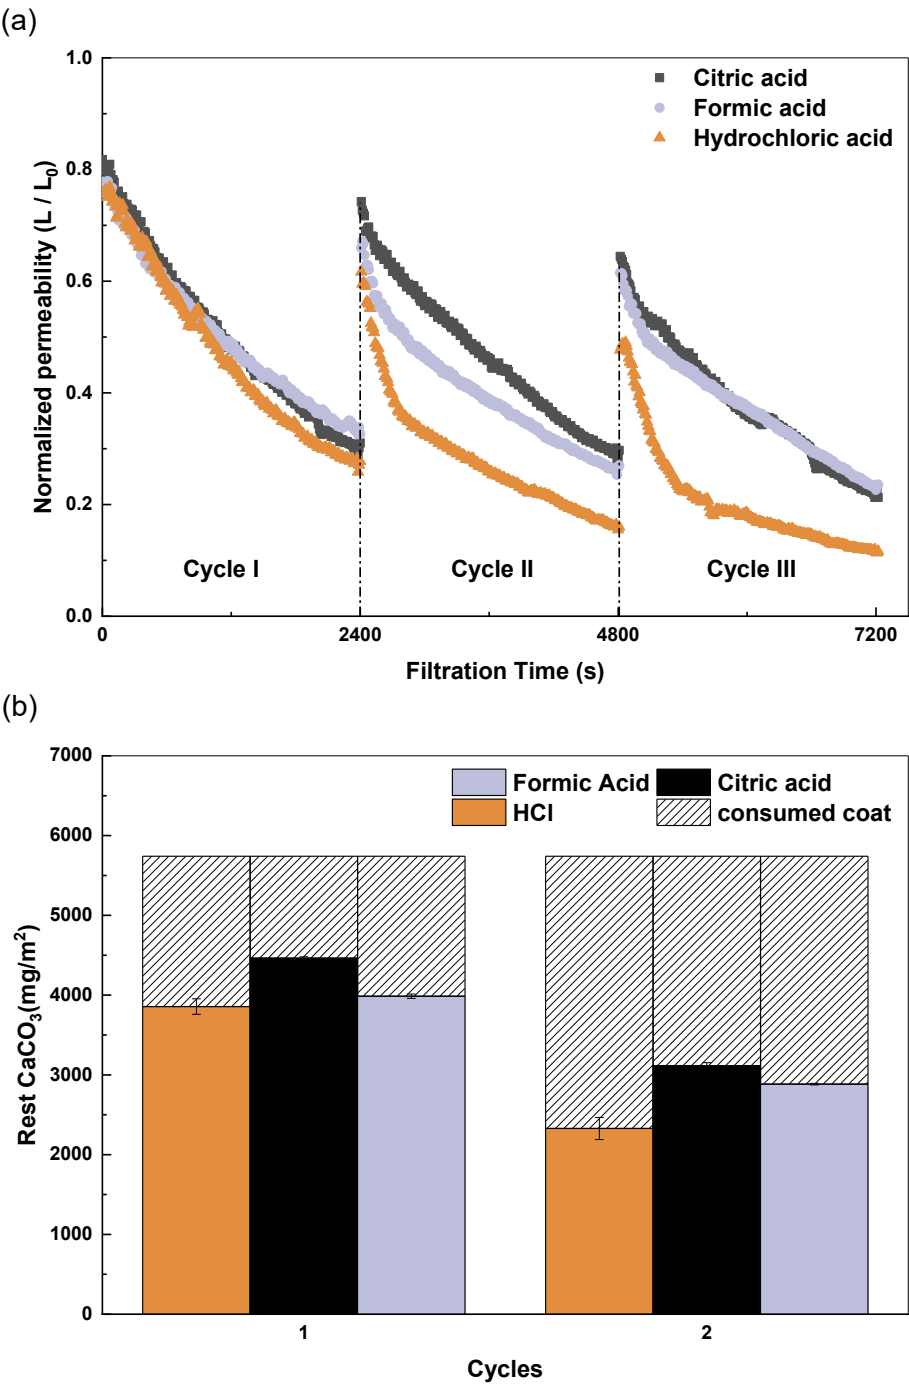 (a)
1.0
0.8
0.6
0.4
0.2
0.0
Normalized permeability (L / L0)
Citric acid
Formic acid
Hydrochloric acid
Cycle I
Cycle II
Cycle III
0
2400
4800
7200
Filtration Time (s)
(b)
7000
6000
5000
4000
3000
2000
1000
0
Rest CaCO3(mg/m2)
Formic Acid
Citric acid
HCl
consumed coat
1
2
Cycles